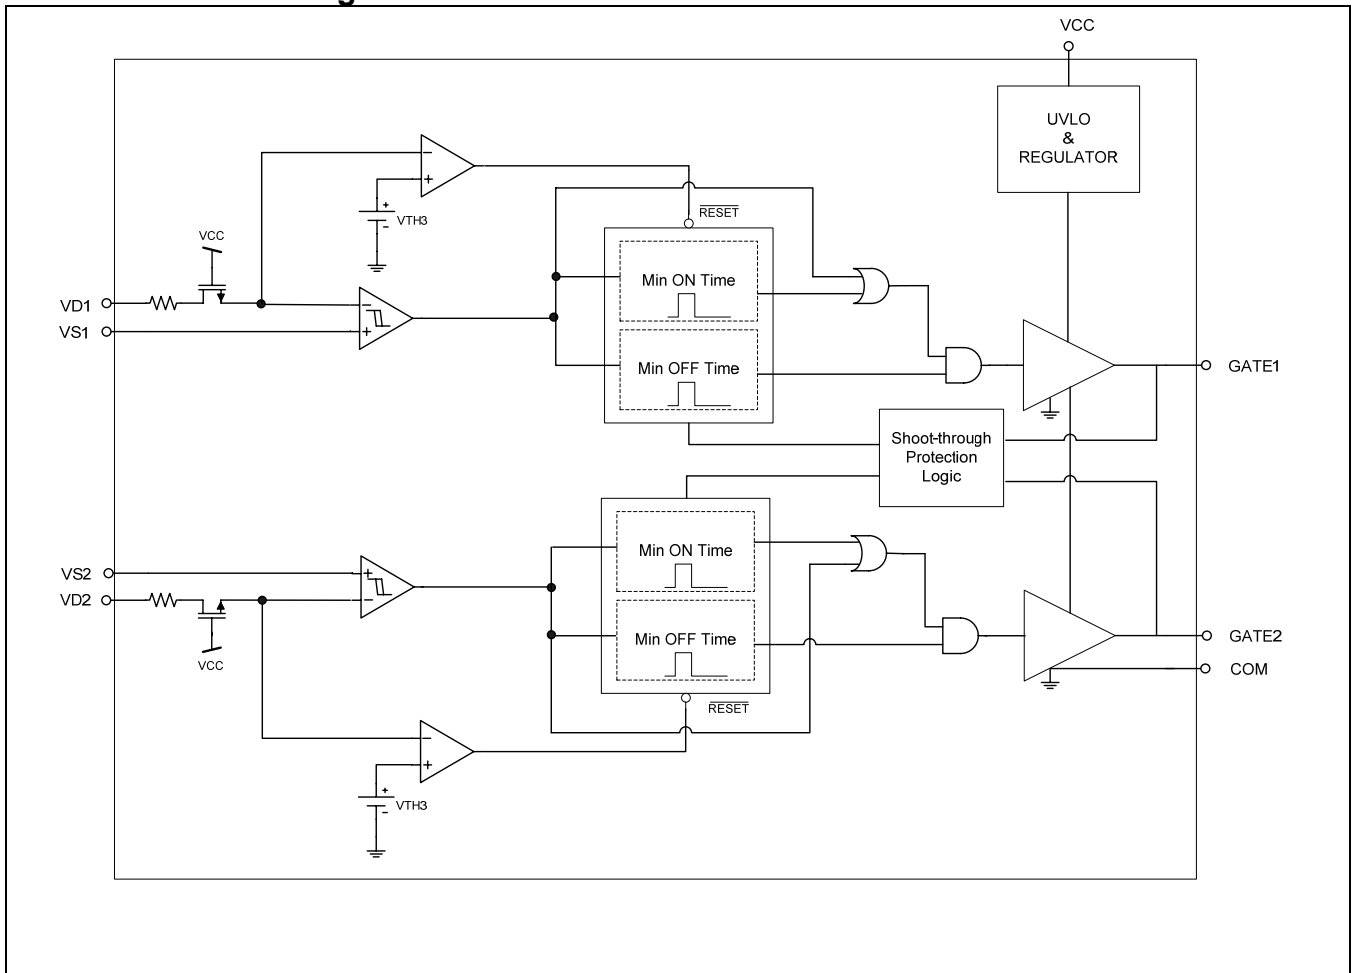 g
VCC
UVLO
&
REGULATOR
VTH3
RESET
VCC
Min ON Time
VD1
VS1
Min OFF Time
GATE1
Shoot-through
Protection
Logic
Min ON Time
VS2
VD2
Min OFF Time
GATE2
VCC
COM
RESET
VTH3